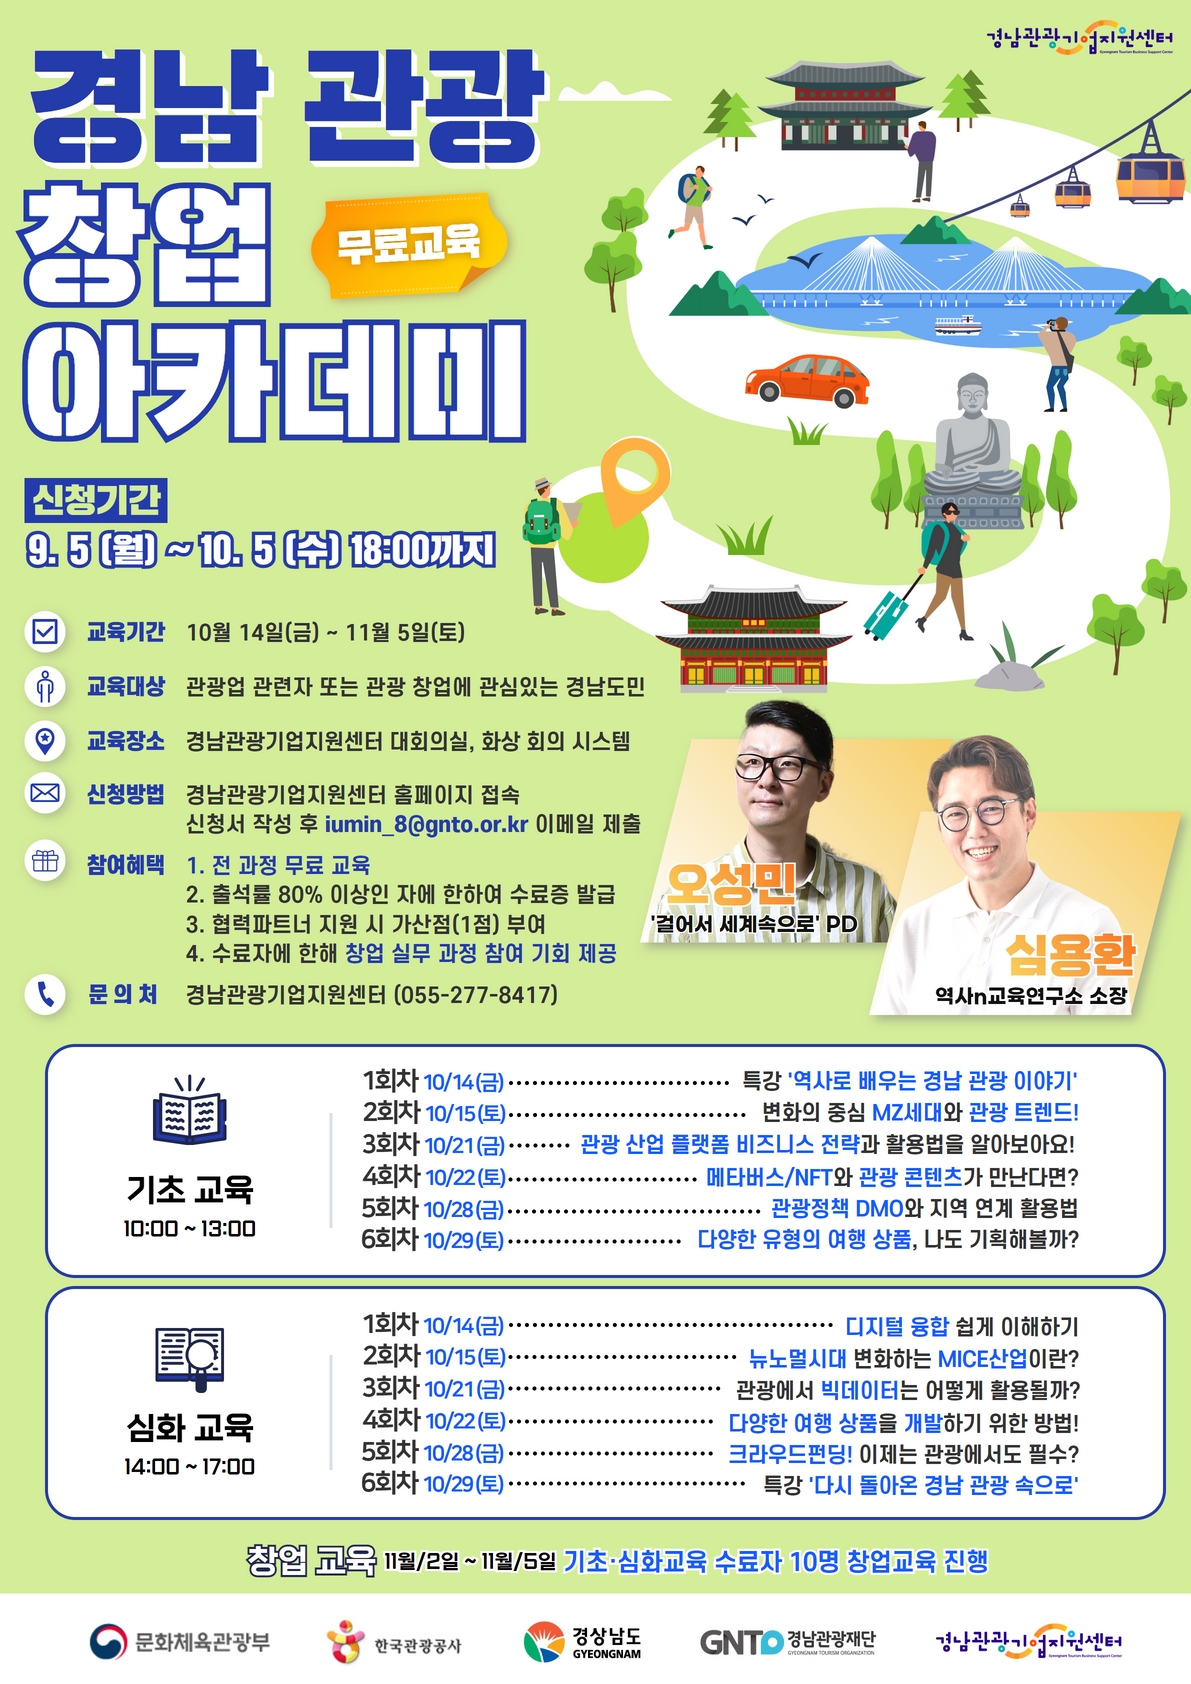 경남관광기업지원센터
Gyeongnam Tourism Business Support Center
경남 관광
창업
무료교육
아카데미
신청기간
9. 5 (월) ~ 10. 5 (수) 18:00까지
교육기간 10월 14일(금) ~ 11월 5일(토)
교육대상 관광업 관련자 또는 관광 창업에 관심있는 경남도민
교육장소 경남관광기업지원센터 대회의실, 화상 회의 시스템
신청방법 경남관광기업지원센터 홈페이지 접속
신청서 작성 후 iumin_8@gnto.or.kr 이메일 제출
참여혜택 1. 전 과정 무료 교육
2. 출석률 80% 이상인 자에 한하여 수료증 발급
3. 협력파트너 지원 시 가산점(1점) 부여
4. 수료자에 한해 창업 실무 과정 참여 기회 제공
문의처 경남관광기업지원센터 (055-277-8417)
오성민
'걸어서 세계속으로' PD
심용환
역사n교육연구소 소장
기초 교육
10:00 ~ 13:00
1회차 10/14(금) 특강 '역사로 배우는 경남 관광 이야기'
2회차 10/15(토) 변화의 중심 MZ세대와 관광 트렌드!
3회차 10/21(금) 관광 산업 플랫폼 비즈니스 전략과 활용법을 알아보아요!
4회차 10/22(토) 메타버스/NFT와 관광 콘텐츠가 만난다면?
5회차 10/28(금) 관광정책 DMO와 지역 연계 활용법
6회차 10/29(토) 다양한 유형의 여행 상품, 나도 기획해볼까?
심화 교육
14:00 ~ 17:00
1회차 10/14(금) 디지털 융합 쉽게 이해하기
2회차 10/15(토) 뉴노멀시대 변화하는 MICE산업이란?
3회차 10/21(금) 관광에서 빅데이터는 어떻게 활용될까?
4회차 10/22(토) 다양한 여행 상품을 개발하기 위한 방법!
5회차 10/28(금) 크라우드펀딩! 이제는 관광에서도 필수?
6회차 10/29(토) 특강 '다시 돌아온 경남 관광 속으로'
창업 교육 11월/2일 ~ 11월/5일 기초·심화교육 수료자 10명 창업교육 진행
문화체육관광부
한국관광공사
경상남도
GYEONGNAM
GNTO 경남관광재단
GYEONGNAM TOURISM ORGANIZATION
경남관광기업지원센터
Gyeongnam Tourism Business Support Center